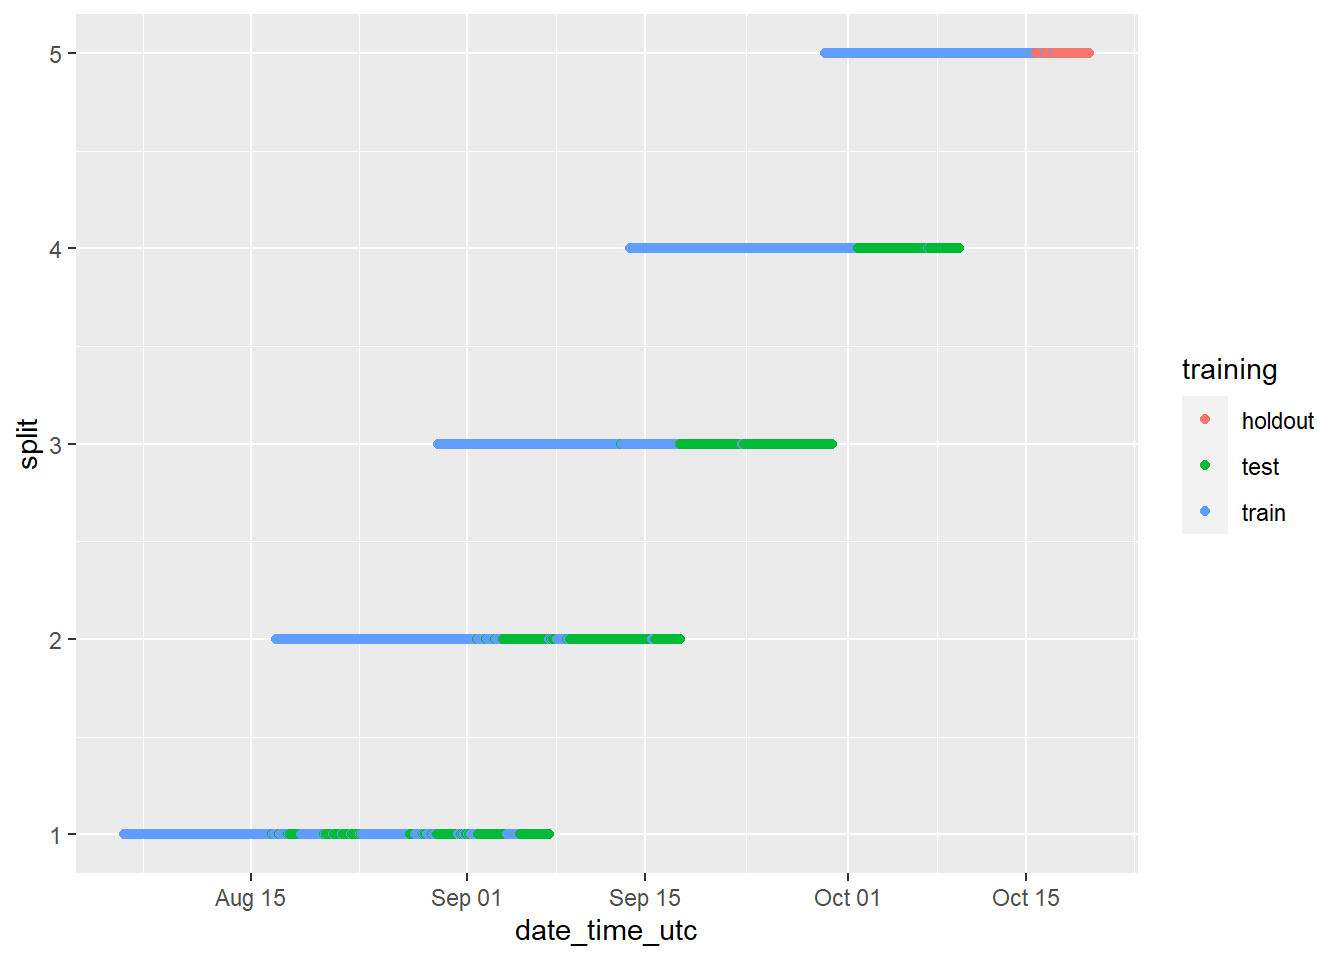 5
4
3
2
1
split
Aug 15
Sep 01
Sep 15
Oct 01
Oct 15
date_time_utc
training
holdout
test
train